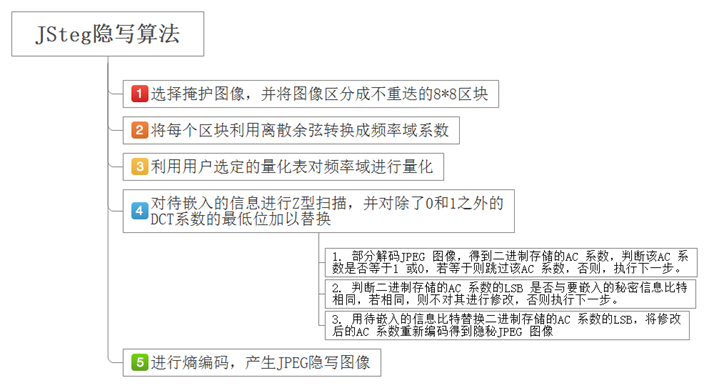 JSteg隐写算法
1 选择掩护图像，并将图像区分成不重迭的8*8区块
2 将每个区块利用离散余弦转换成频率域系数
3 利用用户选定的量化表对频率域进行量化
4 对待嵌入的信息进行Z型扫描，并对除了0和1之外的
DCT系数的最低位加以替换
1. 部分解码JPEG 图像，得到二进制存储的AC 系数，判断该AC 系
数是否等于1 或0，若等于则跳过该AC 系数，否则，执行下一步。
2. 判断二进制存储的AC 系数的LSB 是否与要嵌入的秘密信息比特
相同，若相同，则不对其进行修改，否则执行下一步。
3. 用待嵌入的信息比特替换二进制存储的AC 系数的LSB，将修改
后的AC 系数重新编码得到隐秘JPEG 图像
5 进行熵编码，产生JPEG隐写图像